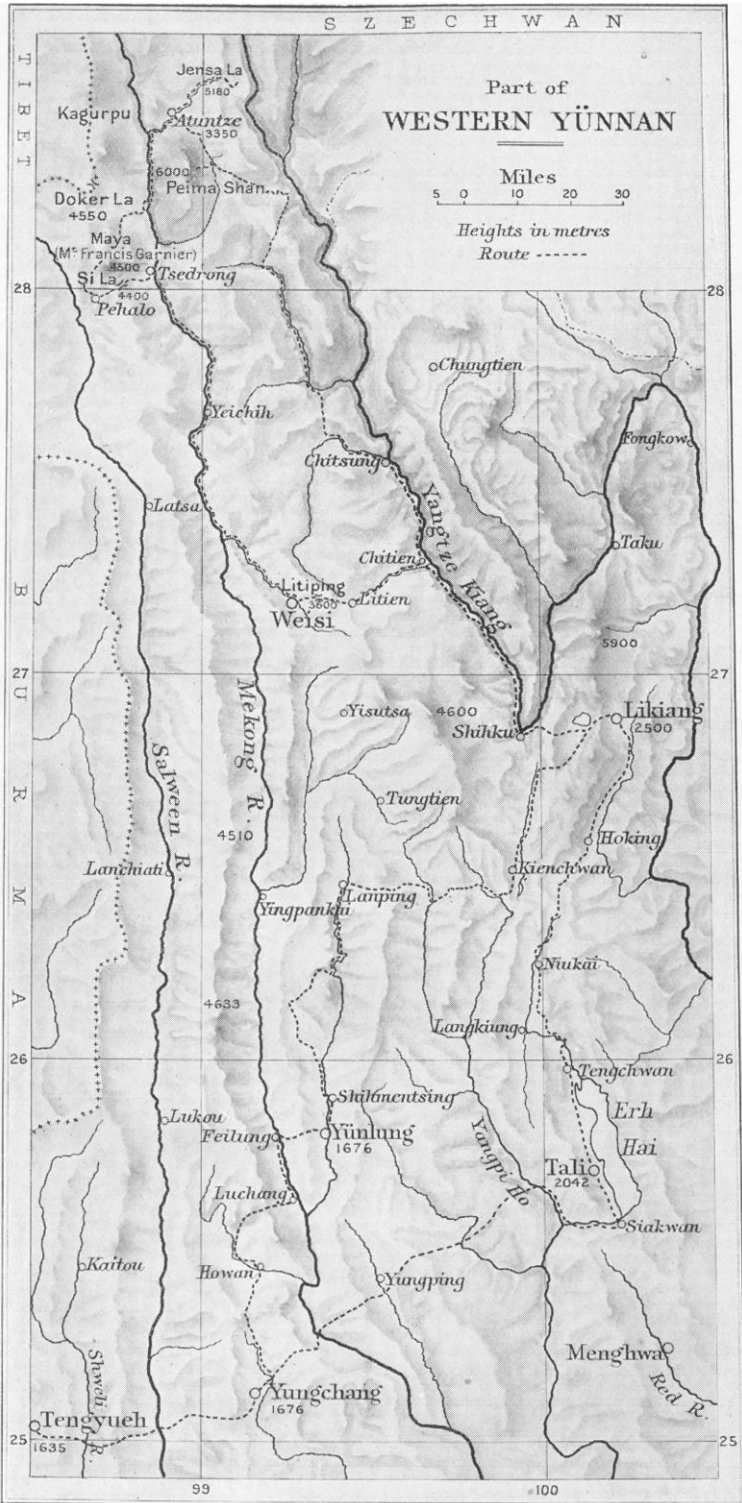 SZECHWAN
TIBET
BURMA
Part of
WESTERN YÜNNAN
Miles
5 0 10 20 30
Heights in metres
Route
Jensa La
5180
Kagurpu
Atuntze
3350
6000
Peima Shan
Doker La
4550
Maya
(Mt Francis Garnier)
4500
Tsedrong
Si La
4400
Pehalo
28
28
Chungtien
Yeichih
Fongkow
Chitsung
Latsa
Yangtze Kiang
Taku
Chitien
Litiping
3600
Litien
Weisi
5900
27
27
Mekong R.
Yisutsa
4600
Likiang
2500
Shihku
Salween R.
Tungtien
4510
Hoking
Lanchiati
Kienchwan
Lanping
Yingpankai
Niukai
4633
Langkiung
26
26
Tengchwan
Shihmentsing
Erh
Hai
Lukou
Feilung
Yünlung
1676
Yangpi Ho
Tali
2042
Luchang
Siakwan
Kaitou
Howan
Yungping
Menghwa
Red R.
Shweli R.
Yungchang
1676
Tengyueh
1635
25
25
99
100